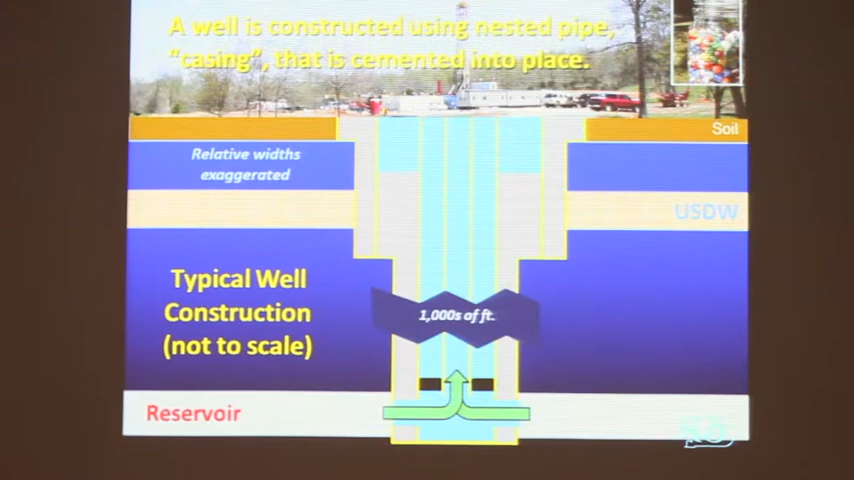 A well is constructed using nested pipe,
"casing", that is cemented into place.
Soil
Relative widths
exaggerated
USDW
Typical Well
Construction
(not to scale)
1,000s of ft.
Reservoir